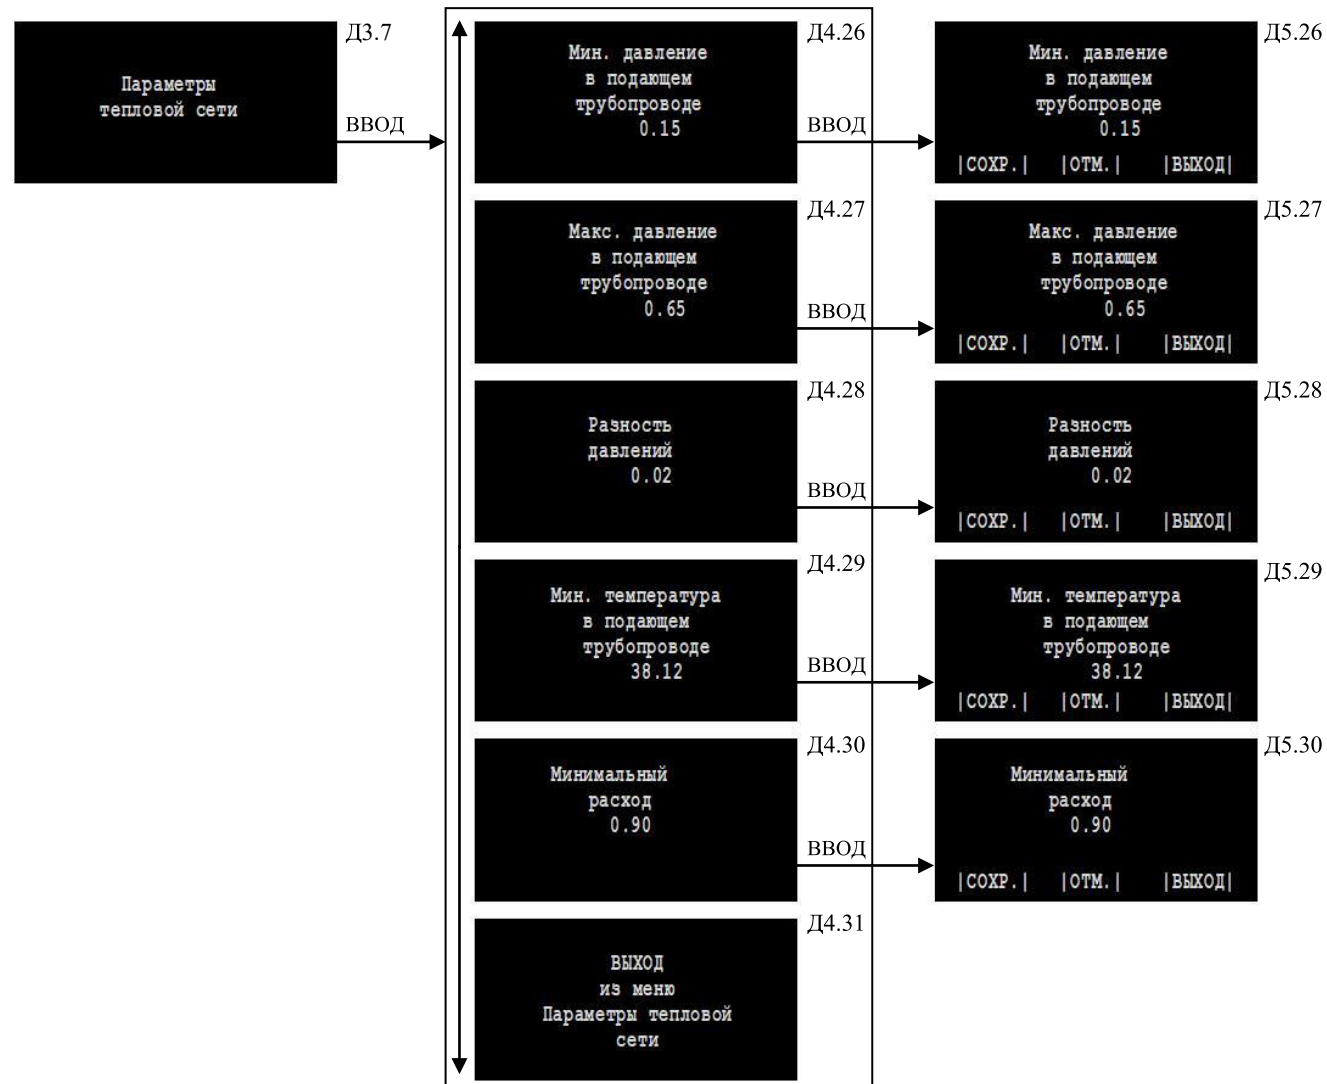 Д3.7
Параметры
тепловой сети
ВВОД
Д4.26
Мин. давление
в подающем
трубопроводе
0.15
ВВОД
Д5.26
Мин. давление
в подающем
трубопроводе
0.15
|СОХР.| |ОТМ.| |ВЫХОД|
Д4.27
Макс. давление
в подающем
трубопроводе
0.65
ВВОД
Д5.27
Макс. давление
в подающем
трубопроводе
0.65
|СОХР.| |ОТМ.| |ВЫХОД|
Д4.28
Разность
давлений
0.02
ВВОД
Д5.28
Разность
давлений
0.02
|СОХР.| |ОТМ.| |ВЫХОД|
Д4.29
Мин. температура
в подающем
трубопроводе
38.12
ВВОД
Д5.29
Мин. температура
в подающем
трубопроводе
38.12
|СОХР.| |ОТМ.| |ВЫХОД|
Д4.30
Минимальный
расход
0.90
ВВОД
Д5.30
Минимальный
расход
0.90
|СОХР.| |ОТМ.| |ВЫХОД|
Д4.31
ВЫХОД
из меню
Параметры тепловой
сети